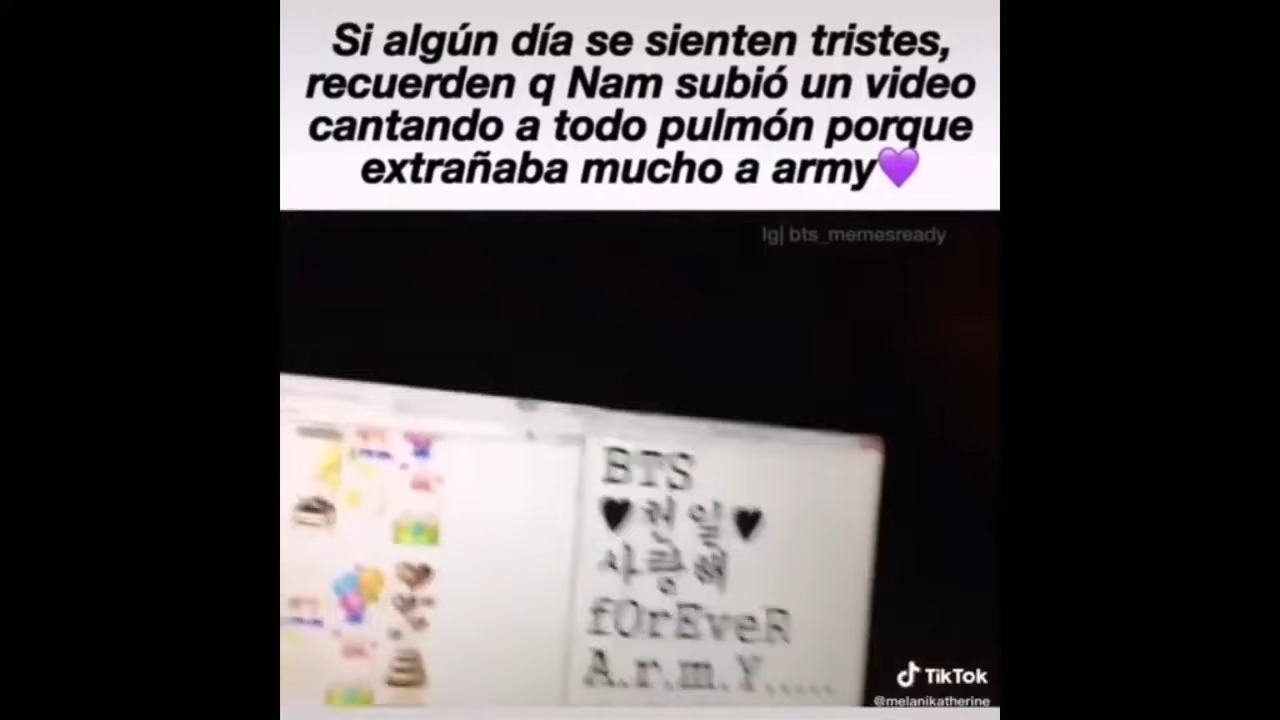 Si algún día se sienten tristes,
recuerden q Nam subió un video
cantando a todo pulmón porque
extrañaba mucho a army💜
Ig| bts_memesready
BTS
♥ 일♥
사랑해
fOrEveR
A.r.m.Y.....
TikTok
@melanikatherine